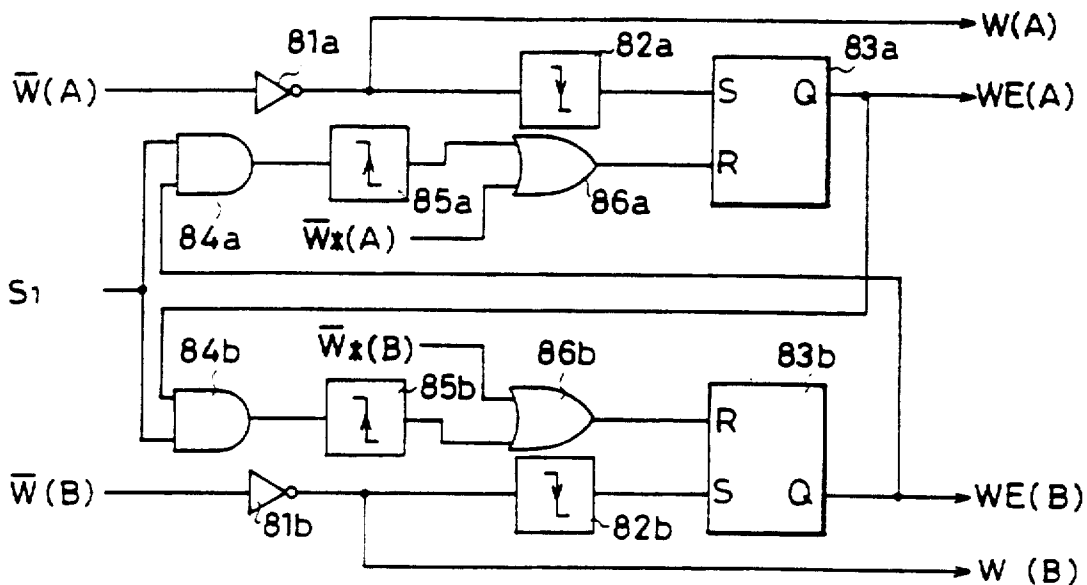 W(A)
81a
82a
83a
W̅(A)
S
Q
WE(A)
R
85a
86a
84a
W̅*(A)
S1
W̅*(B)
84b
86b
83b
85b
R
W̅(B)
S
Q
WE(B)
81b
82b
W (B)